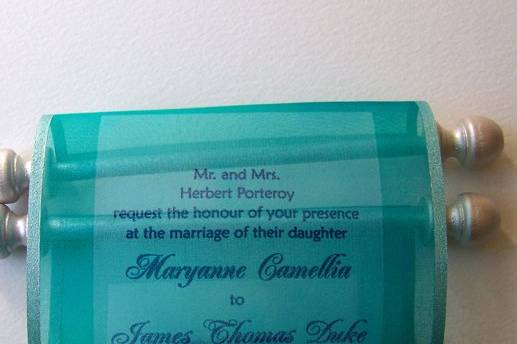 Mr. and Mrs.
Herbert Porteroy
request the honour of your presence
at the marriage of their daughter
Maryanne Camellia
to
James Thomas Duke